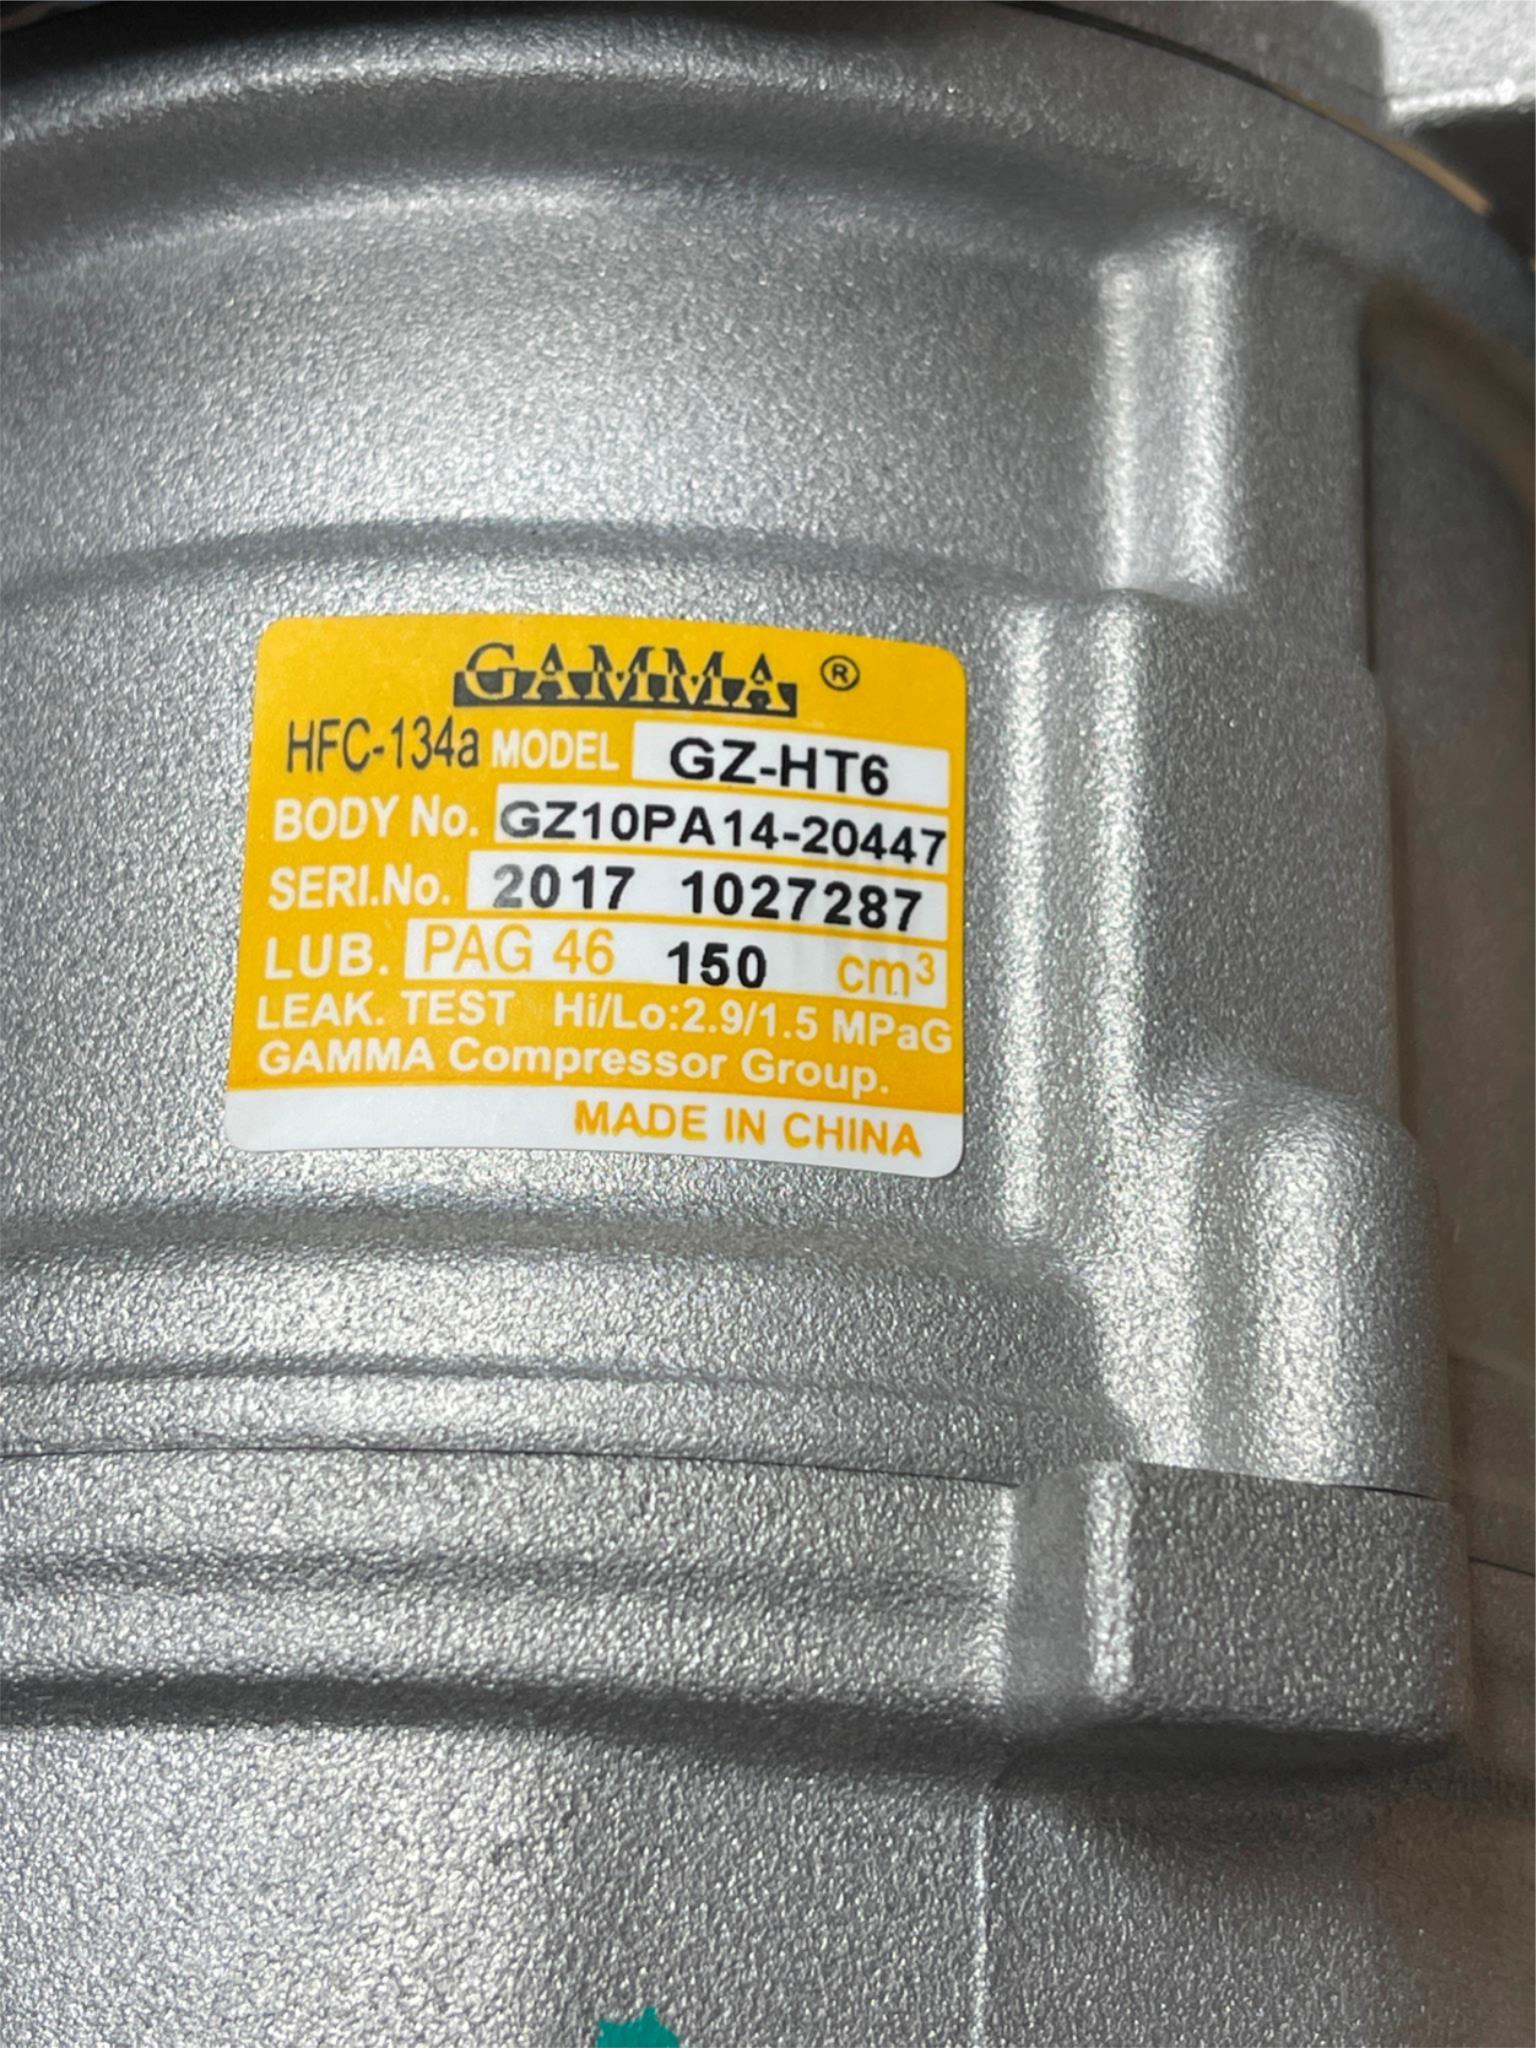 GAMMA ®
HFC-134a MODEL GZ-HT6
BODY No. GZ10PA14-20447
SERI.No. 2017 1027287
LUB. PAG 46 150 cm³
LEAK. TEST Hi/Lo:2.9/1.5 MPaG
GAMMA Compressor Group.
MADE IN CHINA